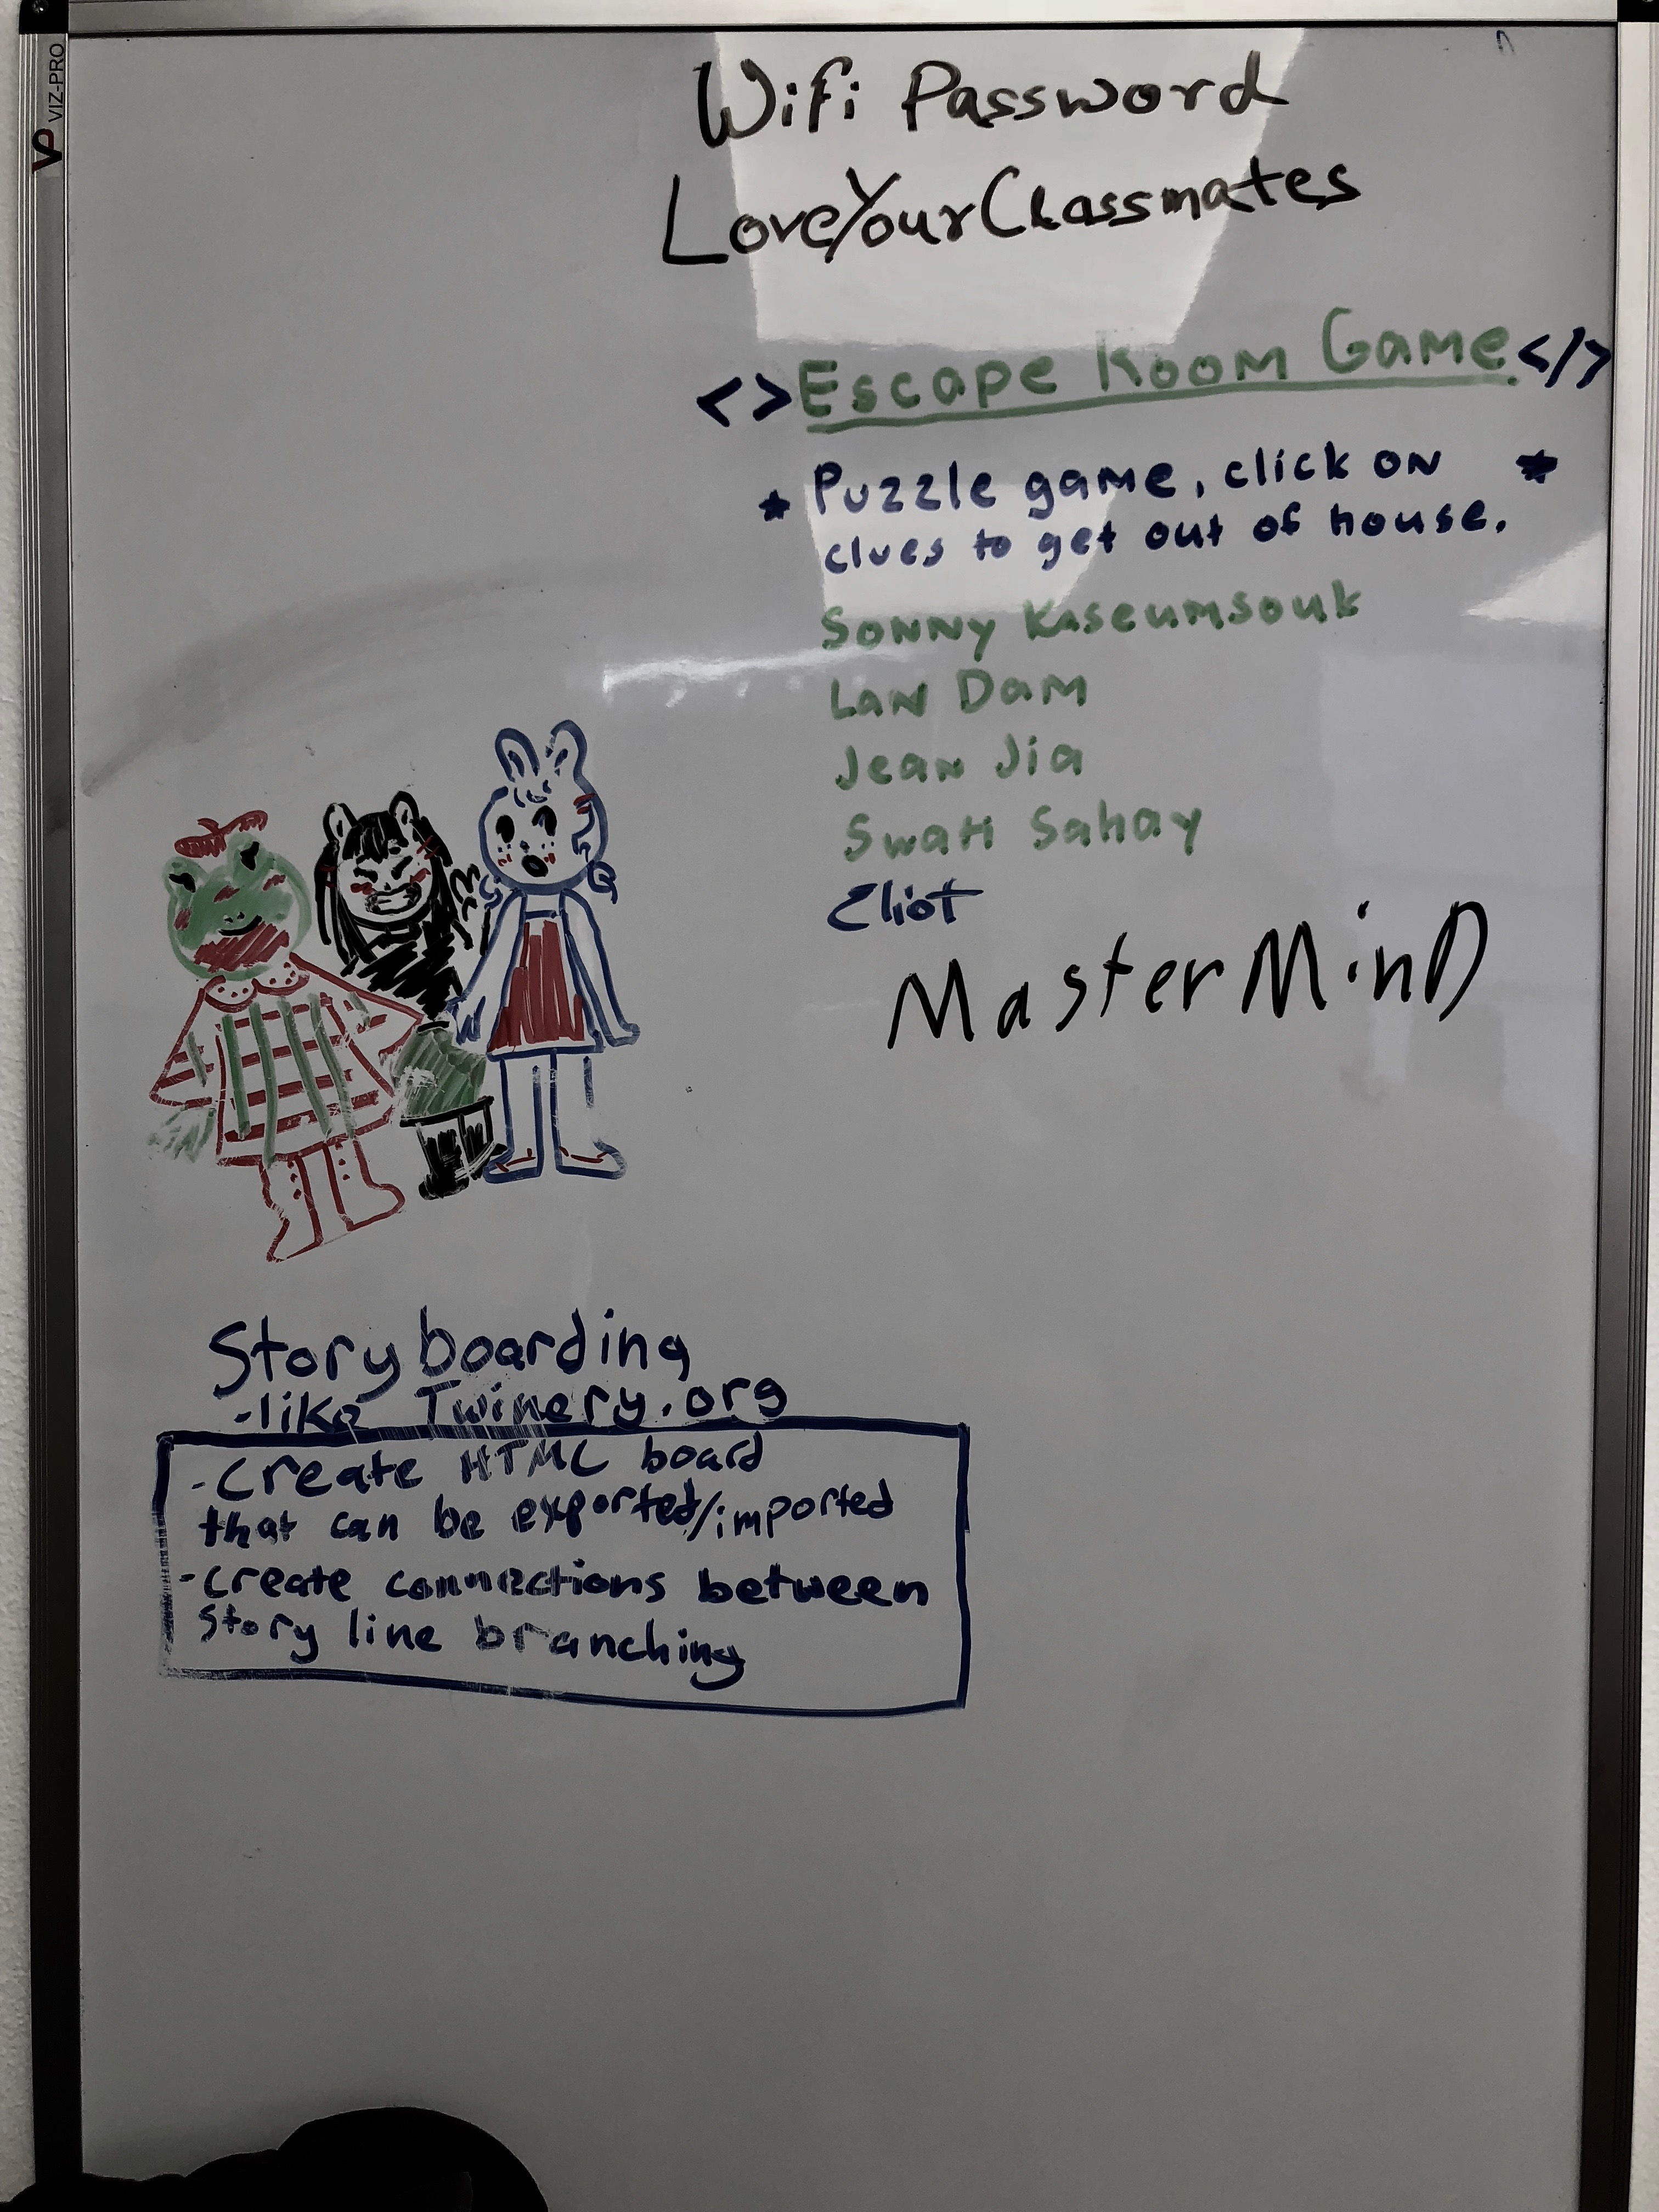 VP VIZ-PRO
Wifi Password
LoveYourClassmates
<> Escape Room Game </>
* Puzzle game, click on *
clues to get out of house.
Sonny Kaseumsouk
Lan Dam
Jean Jia
Swati Sahay
Eliot
MasterMinD
Storyboarding
-like Twinery.org
-Create HTML board
that can be exported/imported
-create connections between
story line branching